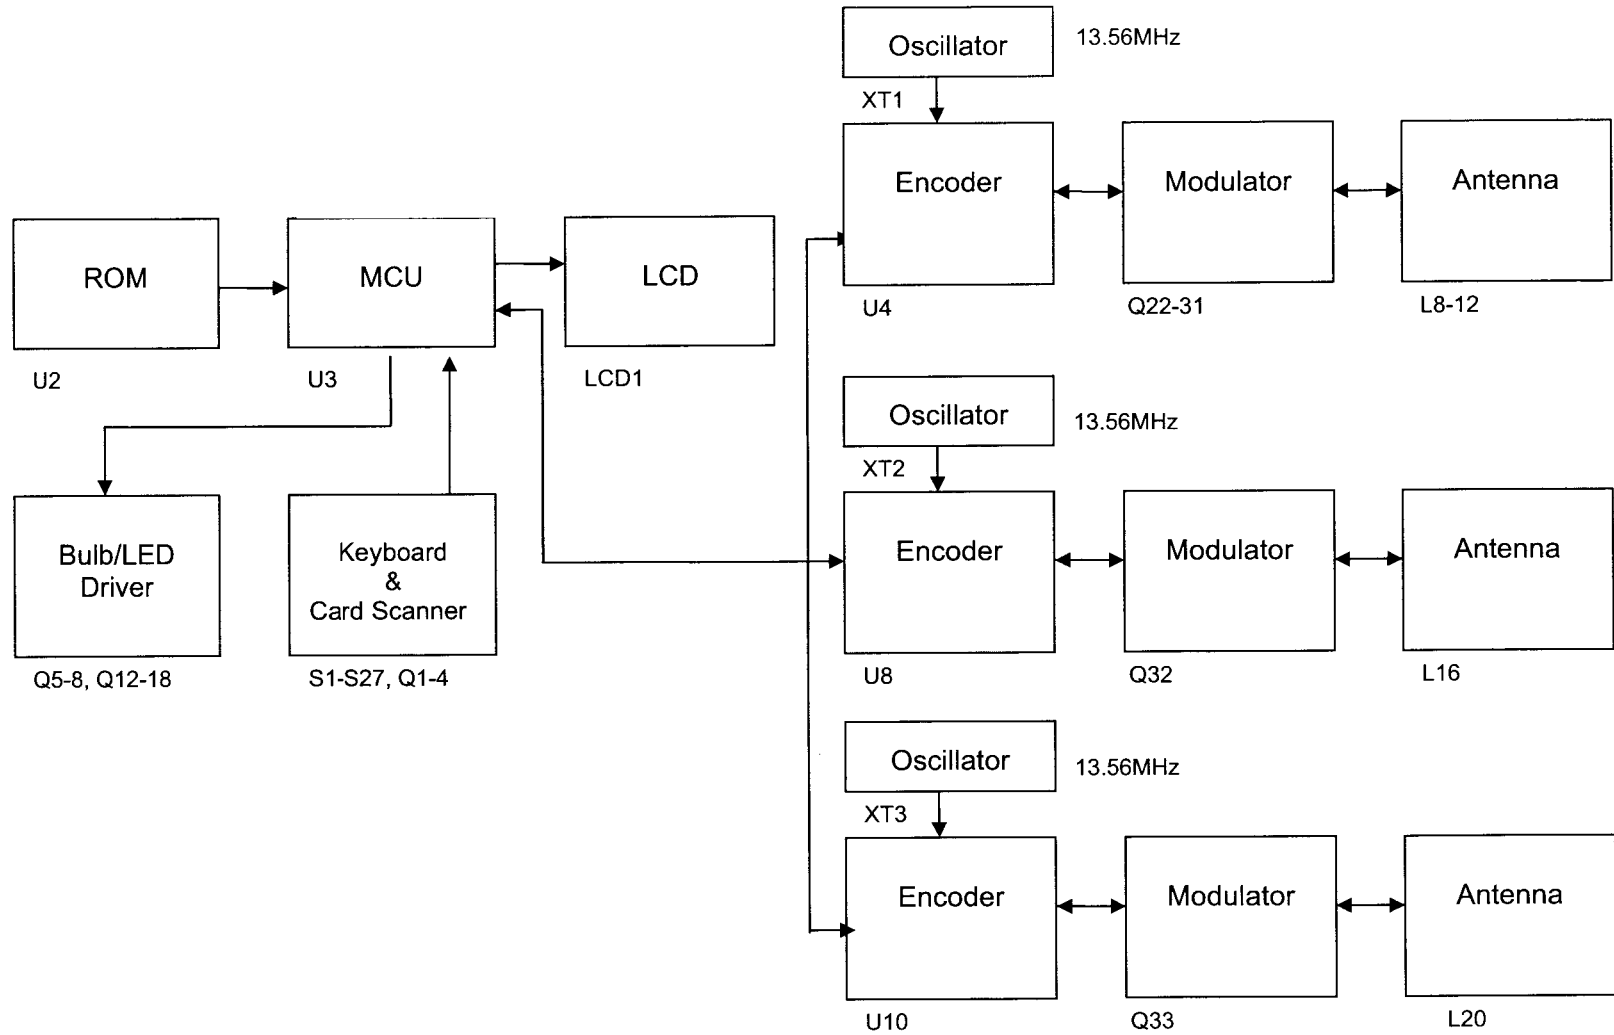 Oscillator
13.56MHz
XT1
Encoder
Modulator
Antenna
U4
Q22-31
L8-12
ROM
MCU
LCD
U2
U3
LCD1
Oscillator
13.56MHz
XT2
Encoder
Modulator
Antenna
U8
Q32
L16
Bulb/LED
Driver
Keyboard
&
Card Scanner
Q5-8, Q12-18
S1-S27, Q1-4
Oscillator
13.56MHz
XT3
Encoder
Modulator
Antenna
U10
Q33
L20